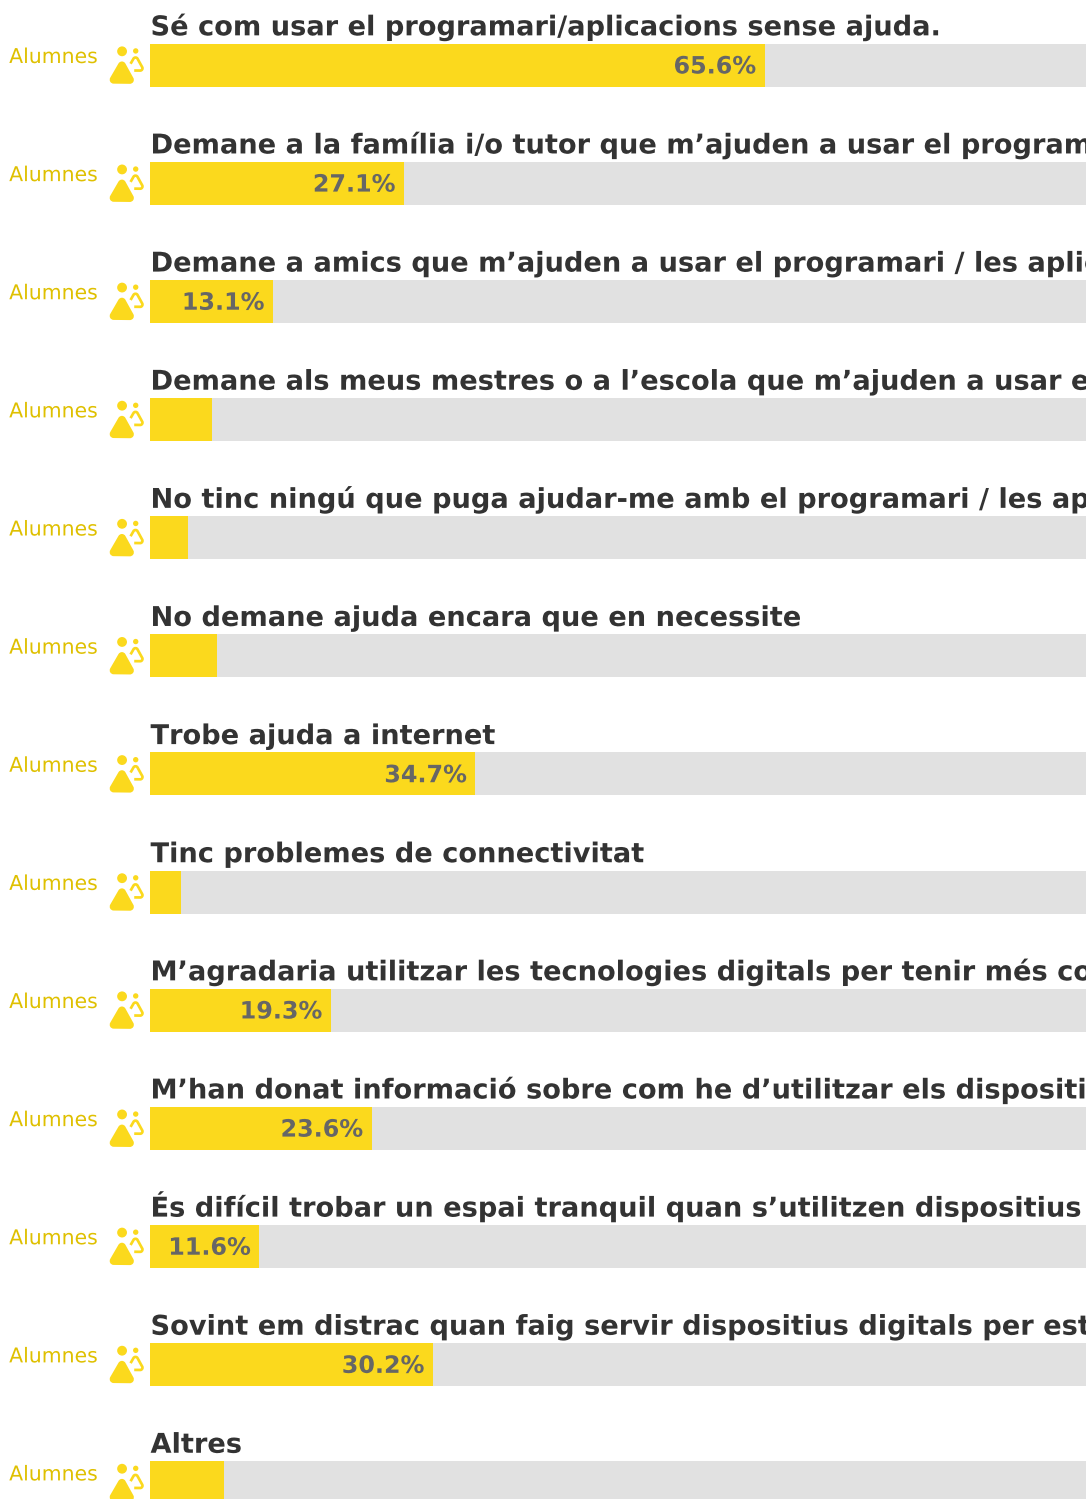 Sé com usar el programari/aplicacions sense ajuda.
Alumnes
65.6%
Demane a la família i/o tutor que m’ajuden a usar el
Alumnes
27.1%
Demane a amics que m’ajuden a usar el programari / les
Alumnes
13.1%
Demane als meus mestres o a l’escola que m’ajuden a usar
Alumnes
No tinc ningú que puga ajudar-me amb el programari / les
Alumnes
No demane ajuda encara que en necessite
Alumnes
Trobe ajuda a internet
Alumnes
34.7%
Tinc problemes de connectivitat
Alumnes
M’agradaria utilitzar les tecnologies digitals per tenir més
Alumnes
19.3%
M’han donat informació sobre com he d’utilitzar els
Alumnes
23.6%
És difícil trobar un espai tranquil quan s’utilitzen dispositius
Alumnes
11.6%
Sovint em distrac quan faig servir dispositius digitals per
Alumnes
30.2%
Altres
Alumnes